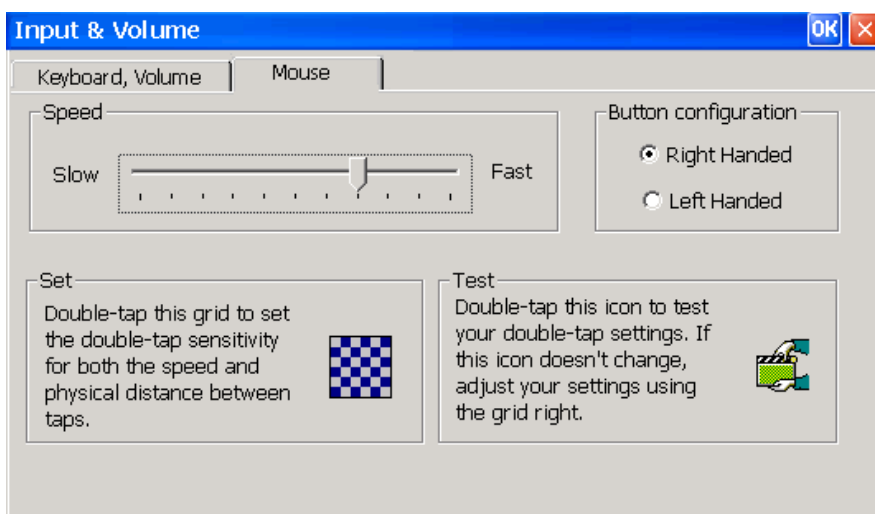 Input & Volume OK
Keyboard, Volume Mouse
Speed
Slow Fast
Button configuration
Right Handed
Left Handed
Set
Double-tap this grid to set
the double-tap sensitivity
for both the speed and
physical distance between
taps.
Test
Double-tap this icon to test
your double-tap settings. If
this icon doesn't change,
adjust your settings using
the grid right.